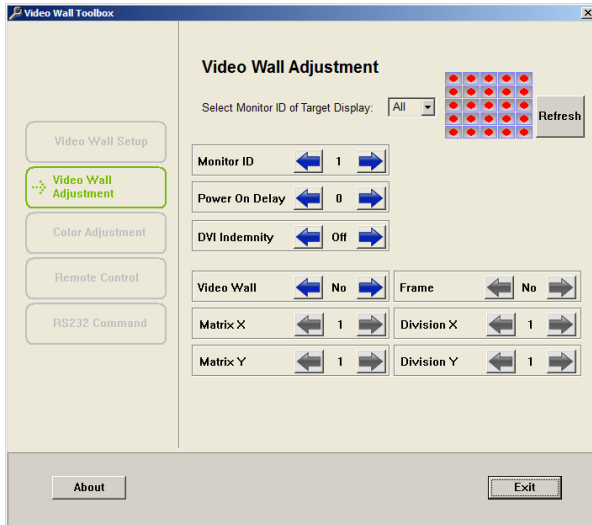 Video Wall Toolbox
Video Wall Adjustment
Select Monitor ID of Target Display: All
Refresh
Video Wall Setup
Video Wall
Adjustment
Color Adjustment
Remote Control
RS232 Command
Monitor ID 1
Power On Delay 0
DVI Indemnity Off
Video Wall No Frame No
Matrix X 1 Division X 1
Matrix Y 1 Division Y 1
About Exit